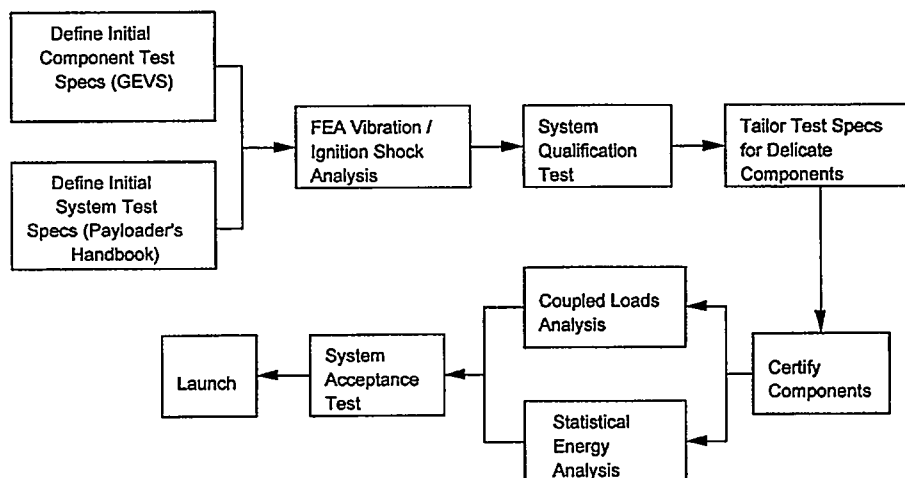 Define Initial
Component Test
Specs (GEVS)
Define Initial
System Test
Specs (Payloader's
Handbook)
FEA Vibration /
Ignition Shock
Analysis
System
Qualification
Test
Tailor Test Specs
for Delicate
Components
Certify
Components
Coupled Loads
Analysis
Statistical
Energy
Analysis
System
Acceptance
Test
Launch